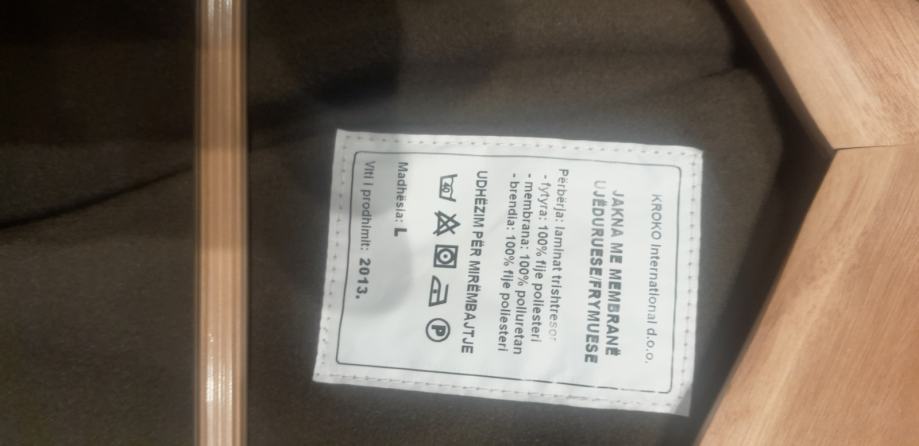 KROKO International d.o.o.
JAKNA ME MEMBRANË
UJËDURUESE/FRYMUESE
Përbërja: laminat trishtresor
- fytyra: 100% fije poliesteri
- membrana: 100% poliuretan
- brendia: 100% fije poliesteri
UDHËZIM PËR MIRËMBAJTJE
40 P
Madhësia: L
Viti i prodhimit: 2013.